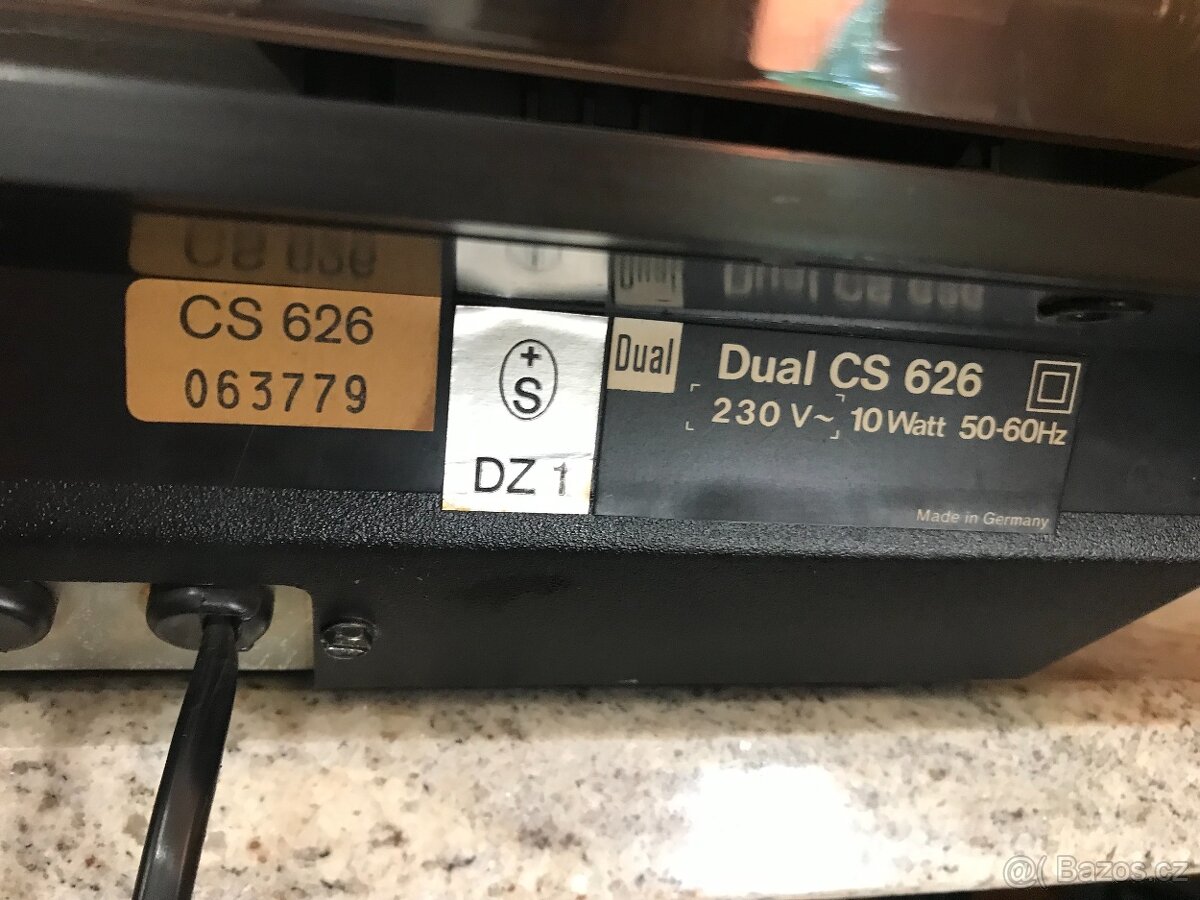 CS 626
063779
+
S
DZ 1
Dual
Dual CS 626
230 V~ 10 Watt 50-60Hz
Made in Germany
@( Bazos.cz